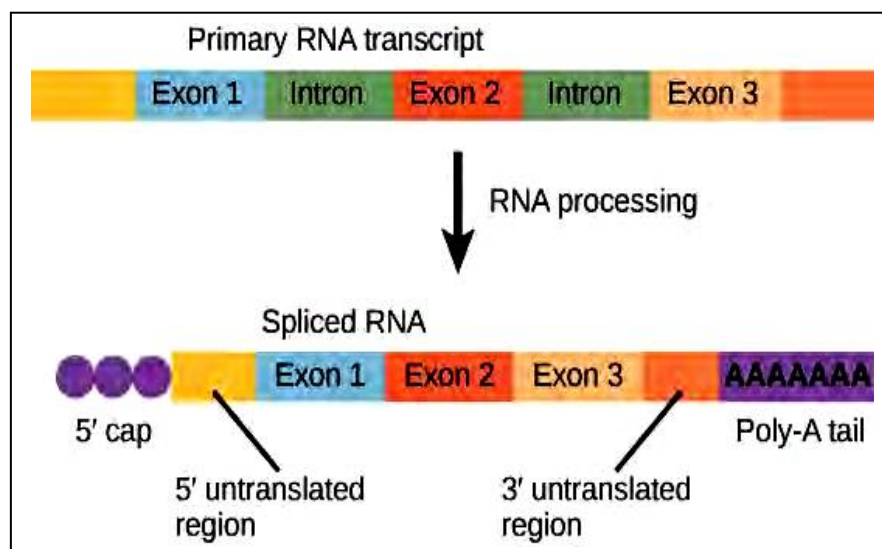 Primary RNA transcript
Exon 1 Intron Exon 2 Intron Exon 3
RNA processing
Spliced RNA
Exon 1 Exon 2 Exon 3 AAAAAAA
5′ cap
Poly-A tail
5′ untranslated
region
3′ untranslated
region